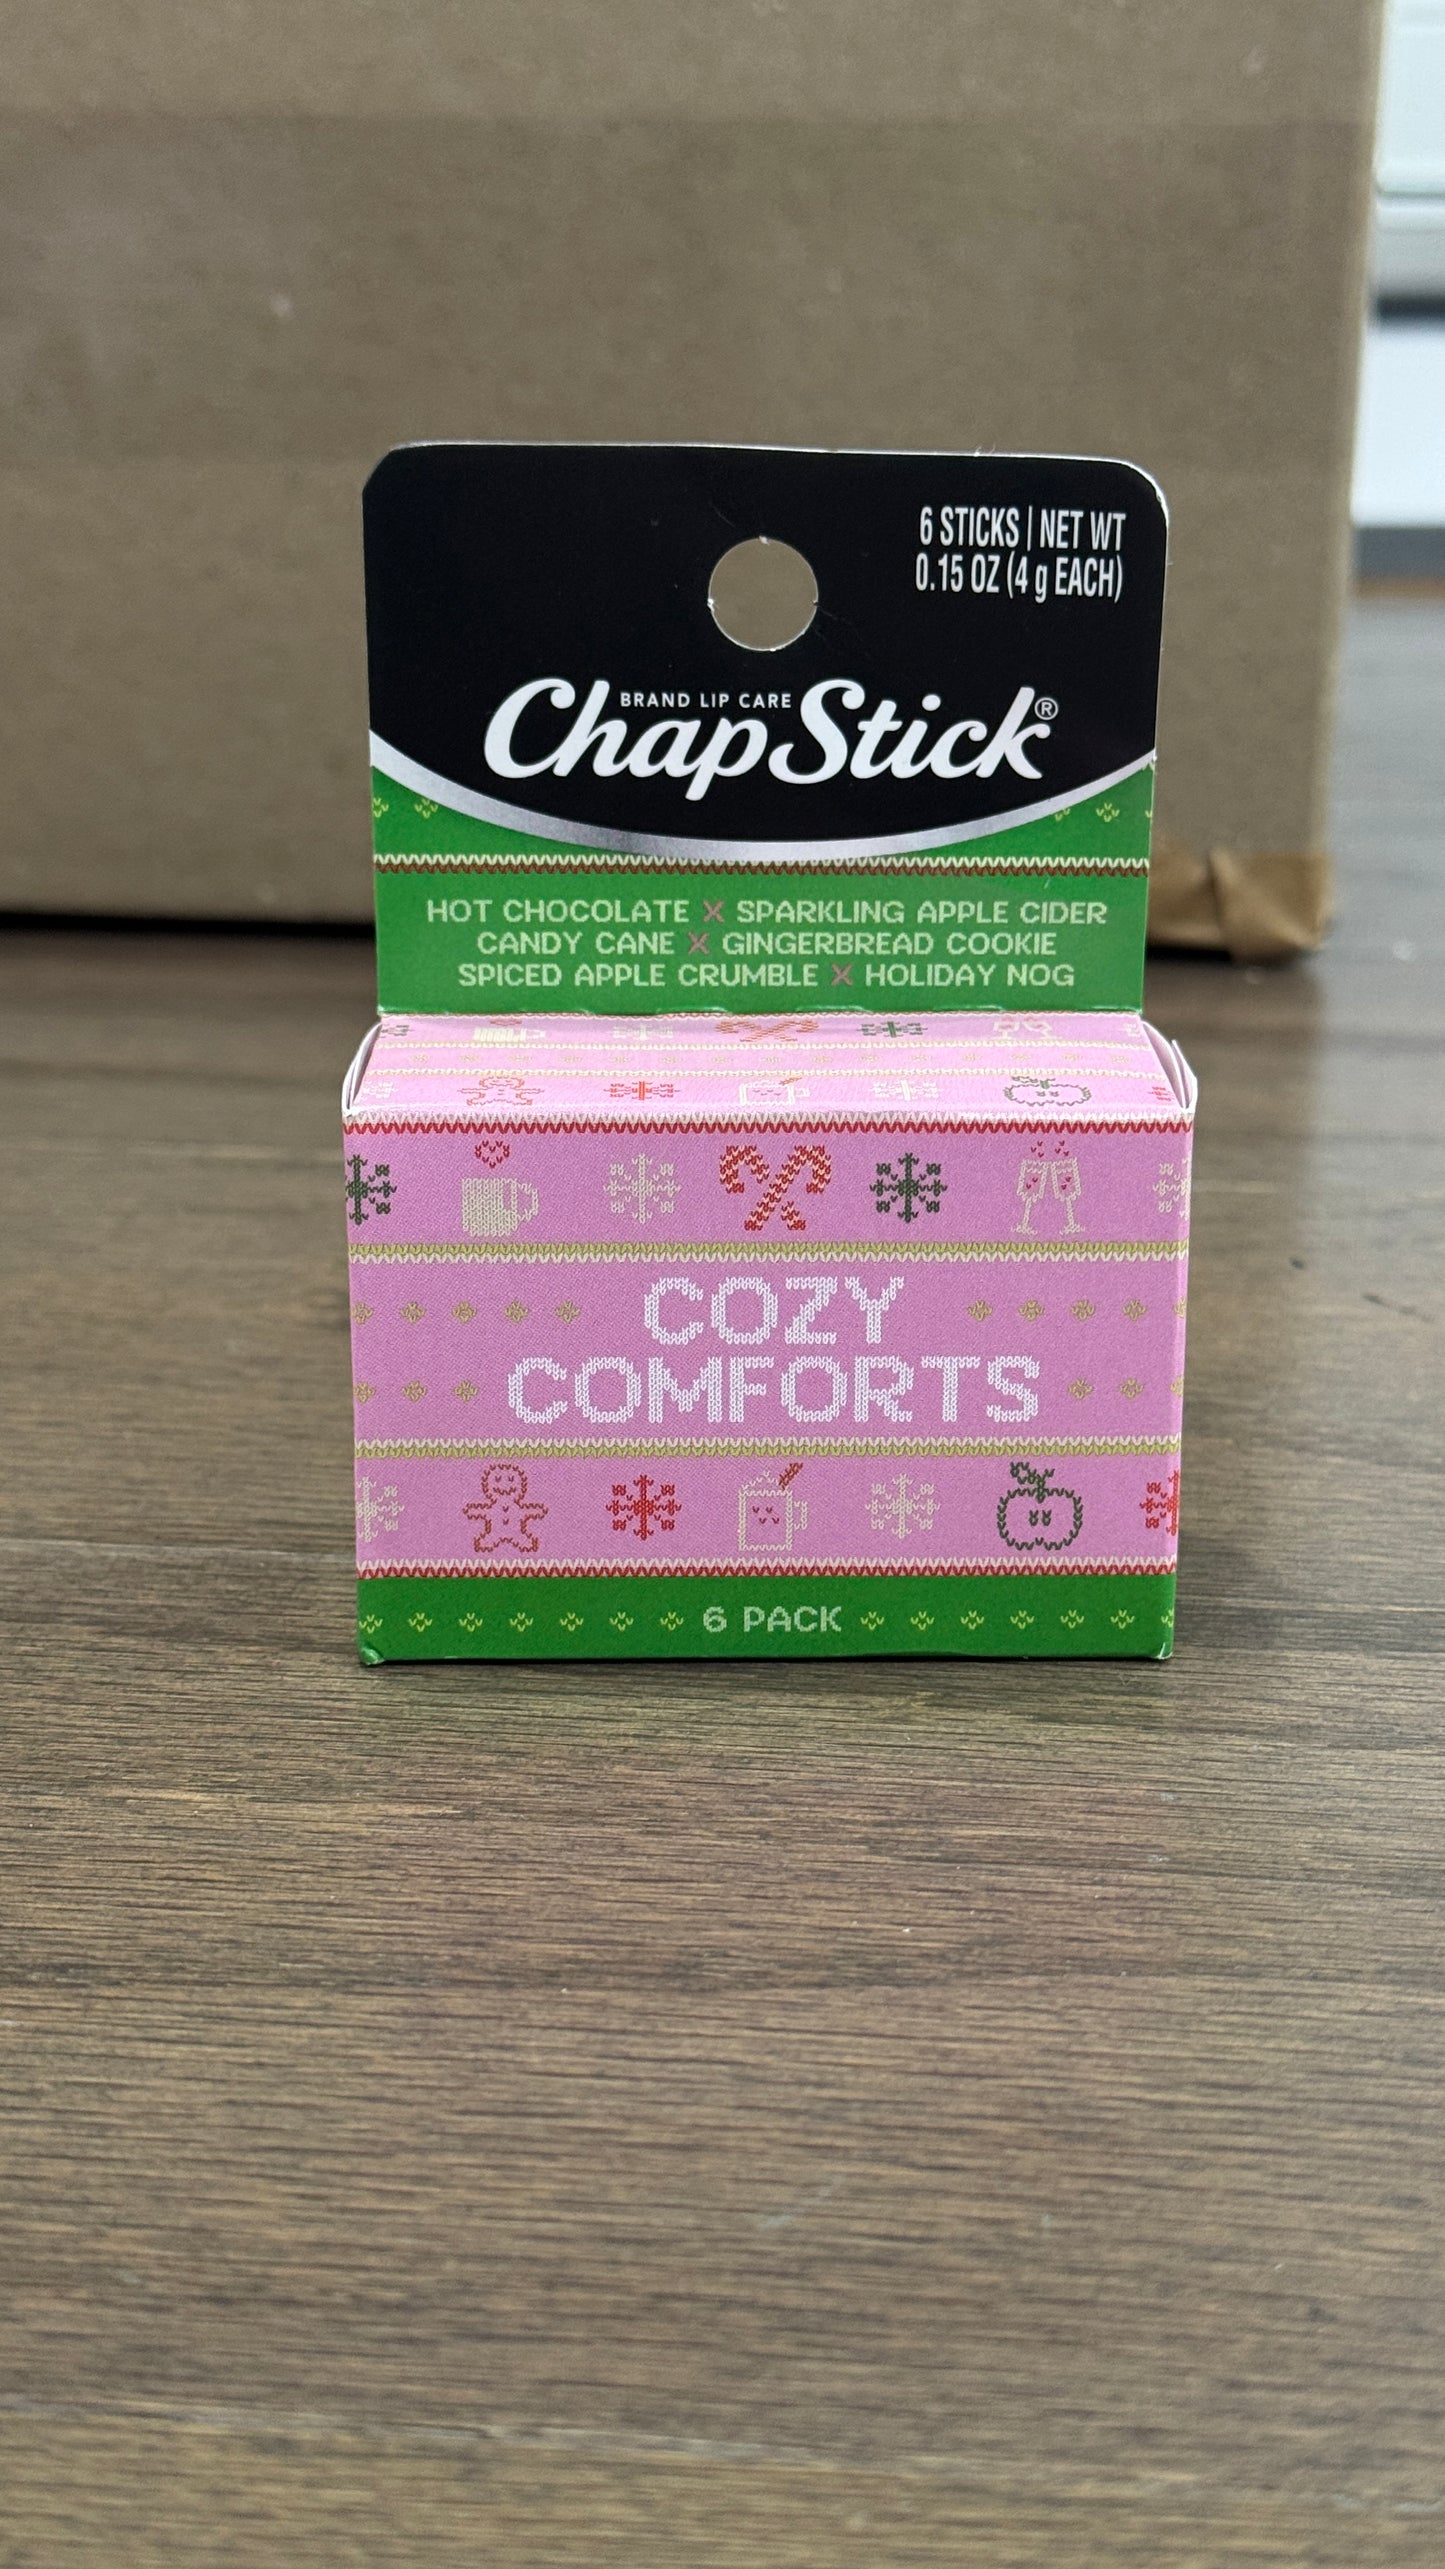 6 STICKS | NET WT
0.15 OZ (4 g EACH)
BRAND LIP CARE
ChapStick®
HOT CHOCOLATE X SPARKLING APPLE CIDER
CANDY CANE X GINGERBREAD COOKIE
SPICED APPLE CRUMBLE X HOLIDAY NOG
COZY
COMFORTS
6 PACK